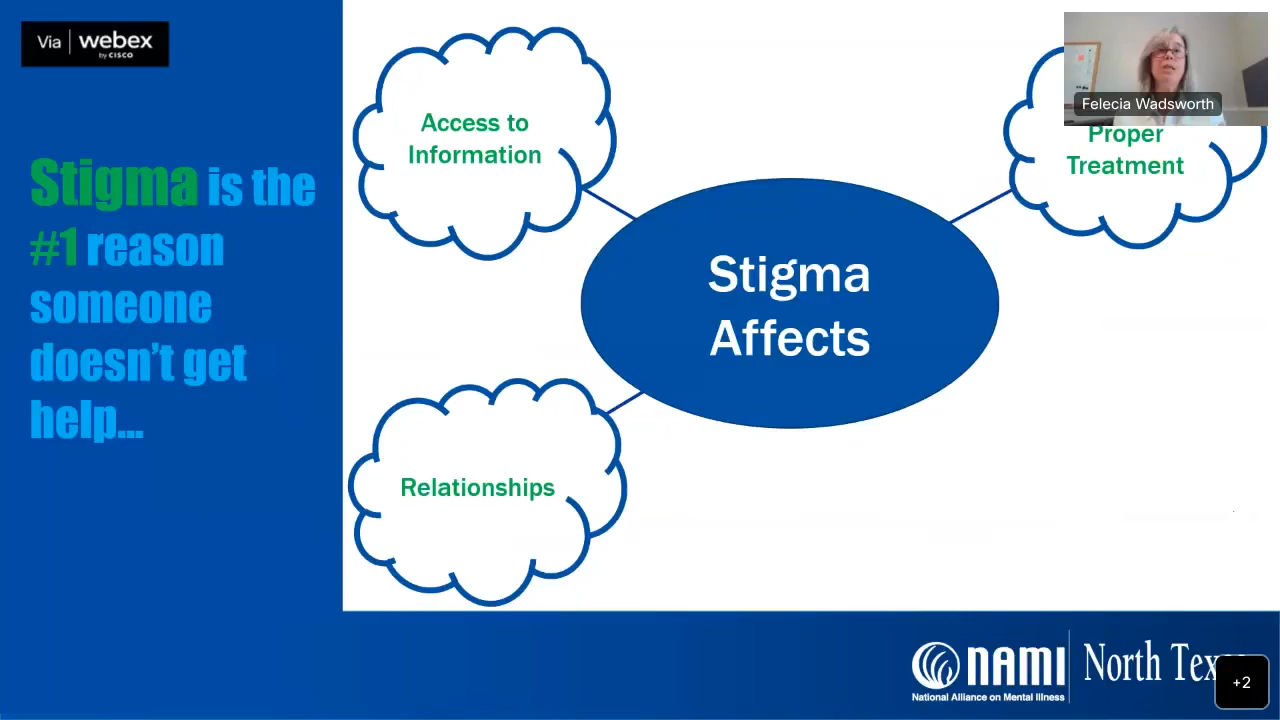 Via webex
by CISCO
Stigma is the
#1 reason
someone
doesn't get
help...
Access to
Information
Felecia Wadsworth
Proper
Treatment
Stigma
Affects
Relationships
NAMI North
National Alliance on Mental Illness
+2